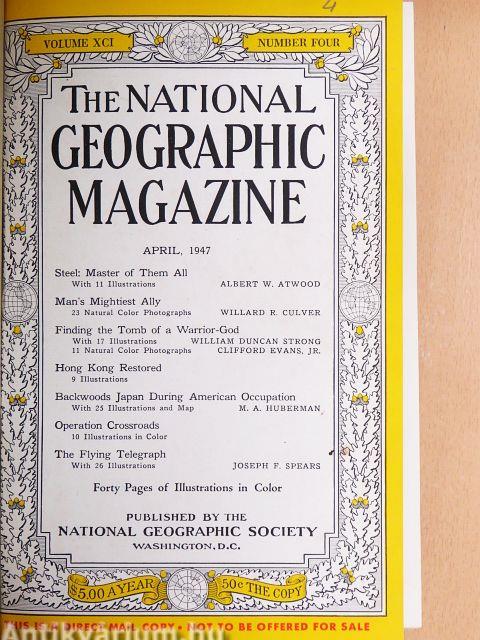 4
VOLUME XCI NUMBER FOUR
THE NATIONAL
GEOGRAPHIC
MAGAZINE
APRIL, 1947
Steel: Master of Them All
With 11 Illustrations ALBERT W. ATWOOD
Man's Mightiest Ally
23 Natural Color Photographs WILLARD R. CULVER
Finding the Tomb of a Warrior-God
With 17 Illustrations WILLIAM DUNCAN STRONG
11 Natural Color Photographs CLIFFORD EVANS, JR.
Hong Kong Restored
9 Illustrations
Backwoods Japan During American Occupation
With 25 Illustrations and Map M. A. HUBERMAN
Operation Crossroads
10 Illustrations in Color
The Flying Telegraph
With 26 Illustrations JOSEPH F. SPEARS
Forty Pages of Illustrations in Color
PUBLISHED BY THE
NATIONAL GEOGRAPHIC SOCIETY
WASHINGTON, D.C.
$5.00 A YEAR 50c THE COPY
THIS IS A DIRECT MAIL COPY • NOT TO BE OFFERED FOR SALE
Antikvarium.hu